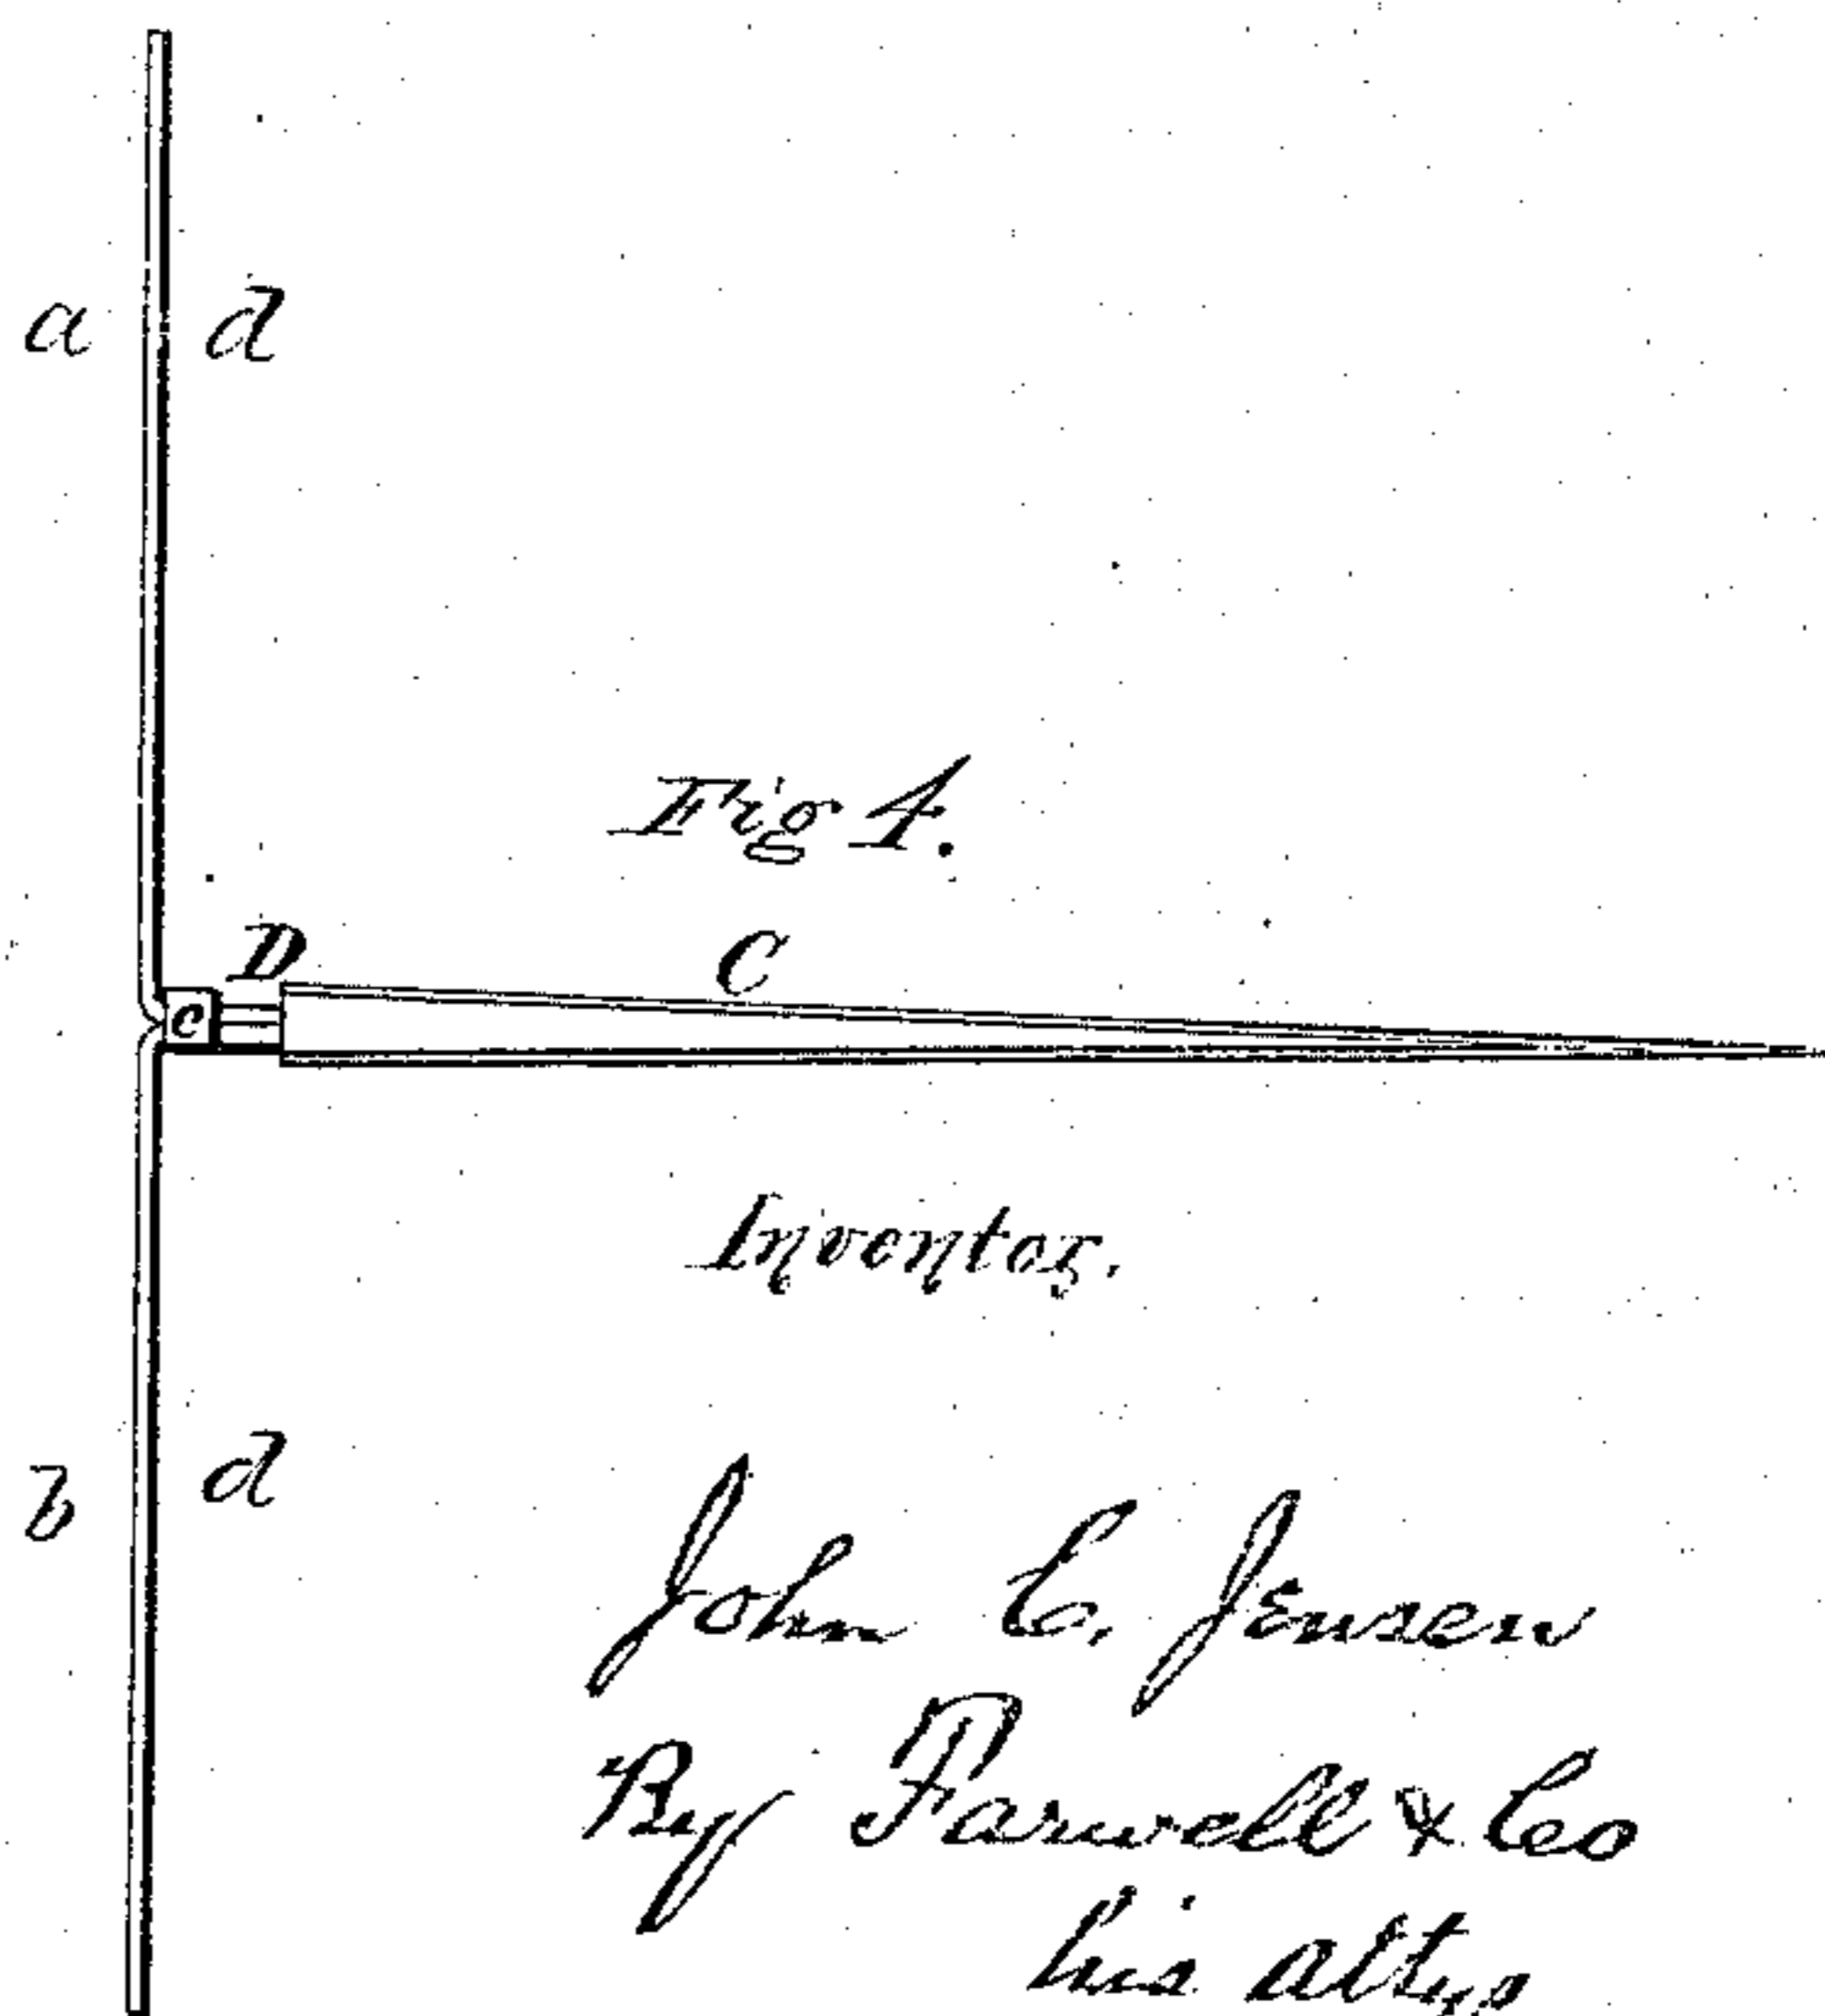 a d
Fig 4.
D C
c
Inventor.
b d
John C. Jensen
By Farwell & Co
his attys